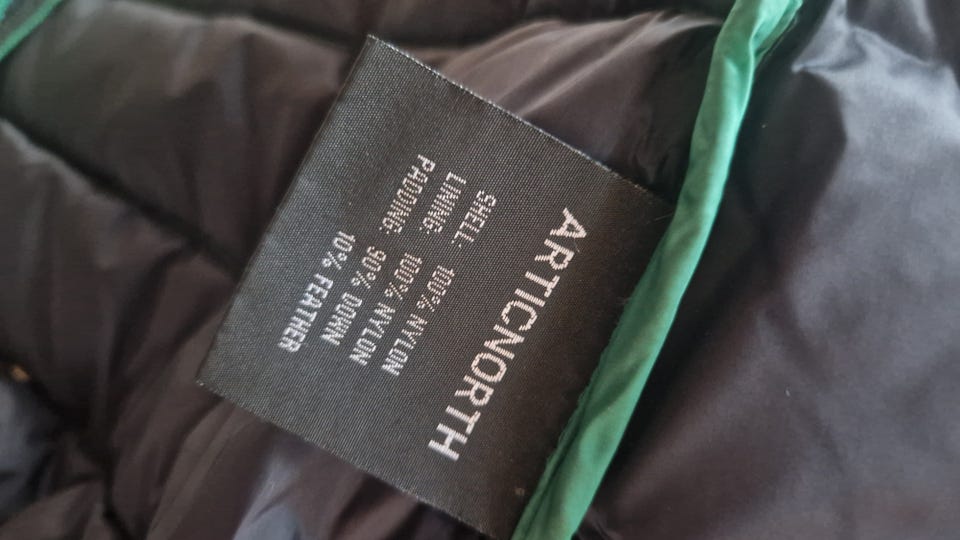 ARTICNORTH
SHELL: 100% NYLON
LINING: 100% NYLON
PADDING: 90% DOWN
10% FEATHER